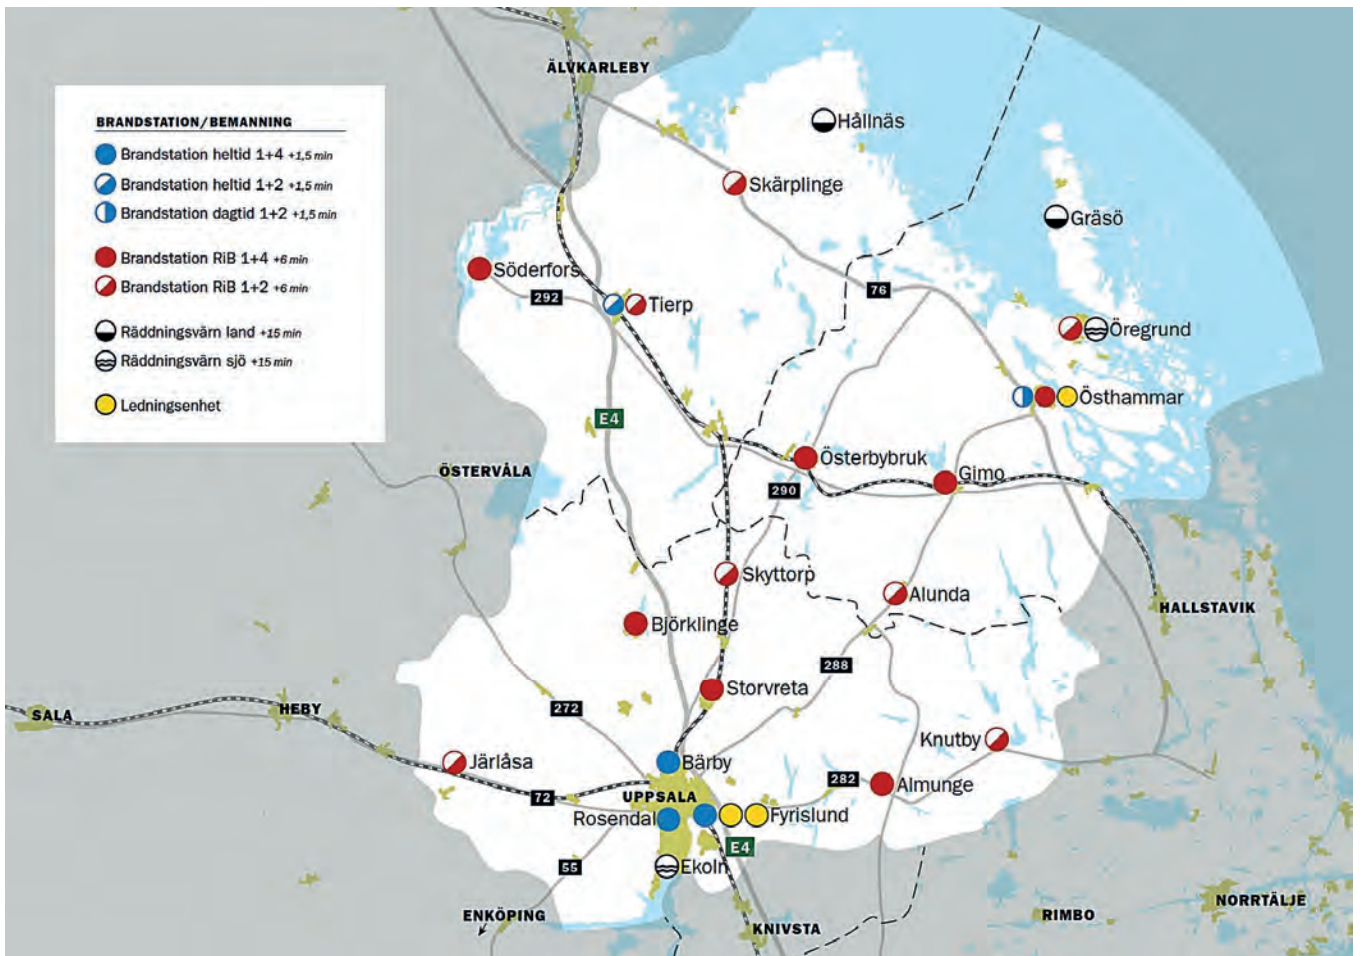 ÄLVKARLEBY
BRANDSTATION/BEMANNING
Brandstation heltid 1+4 +1,5 min
Brandstation heltid 1+2 +1,5 min
Brandstation dagtid 1+2 +1,5 min
Brandstation RiB 1+4 +6 min
Brandstation RiB 1+2 +6 min
Räddningsvärn land +15 min
Räddningsvärn sjö +15 min
Ledningsenhet
Hållnäs
Skärplinge
Gräsö
Söderfors
292
76
Tierp
Öregrund
Östhammar
E4
Österbybruk
ÖSTERVÅLA
Gimo
290
Skyttorp
Alunda
HALLSTAVIK
Björklinge
288
Storvreta
272
SALA
HEBY
Knutby
Järlåsa
Bärby
282
Almunge
72
UPPSALA
Rosendal
Fyrislund
E4
55
Ekoln
NORRTÄLJE
ENKÖPING
RIMBO
KNIVSTA